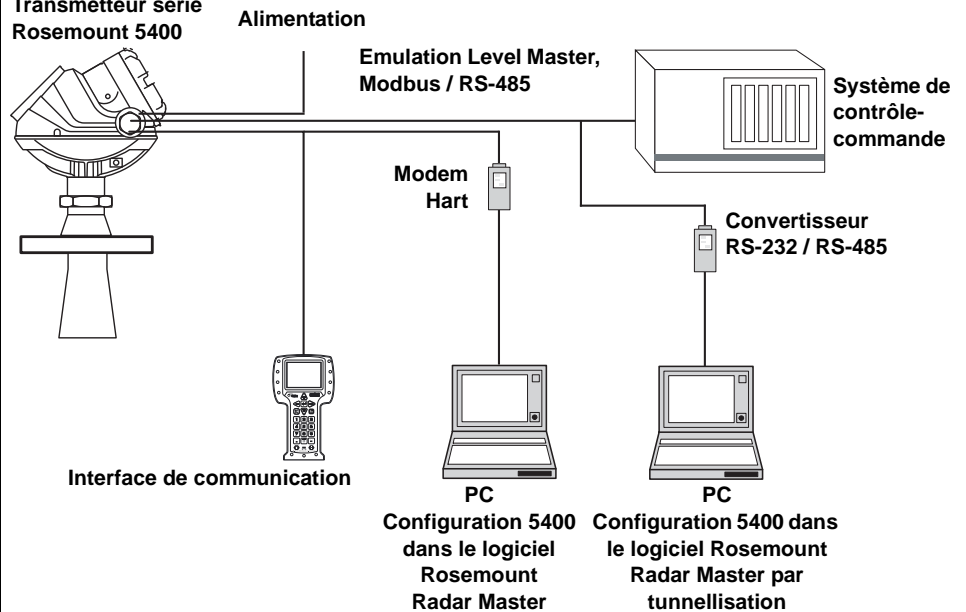 Transmetteur série
Rosemount 5400
Alimentation
Emulation Level Master,
Modbus / RS-485
Système de
contrôle-
commande
Modem
Hart
Convertisseur
RS-232 / RS-485
Interface de communication
PC
Configuration 5400
dans le logiciel
Rosemount
Radar Master
PC
Configuration 5400 dans
le logiciel Rosemount
Radar Master par
tunnellisation